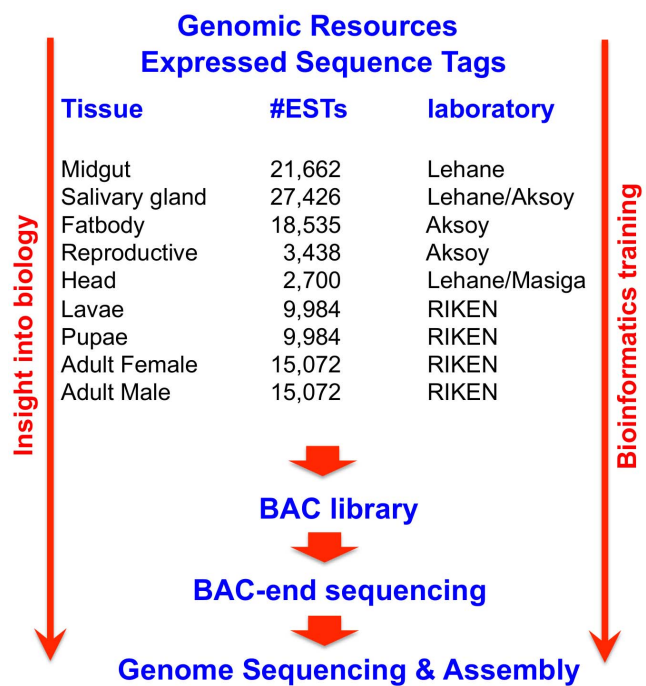 Genomic Resources
Expressed Sequence Tags
Tissue #ESTs laboratory
Midgut 21,662 Lehane
Salivary gland 27,426 Lehane/Aksoy
Fatbody 18,535 Aksoy
Reproductive 3,438 Aksoy
Head 2,700 Lehane/Masiga
Lavae 9,984 RIKEN
Pupae 9,984 RIKEN
Adult Female 15,072 RIKEN
Adult Male 15,072 RIKEN
Insight into biology
Bioinformatics training
BAC library
BAC-end sequencing
Genome Sequencing & Assembly